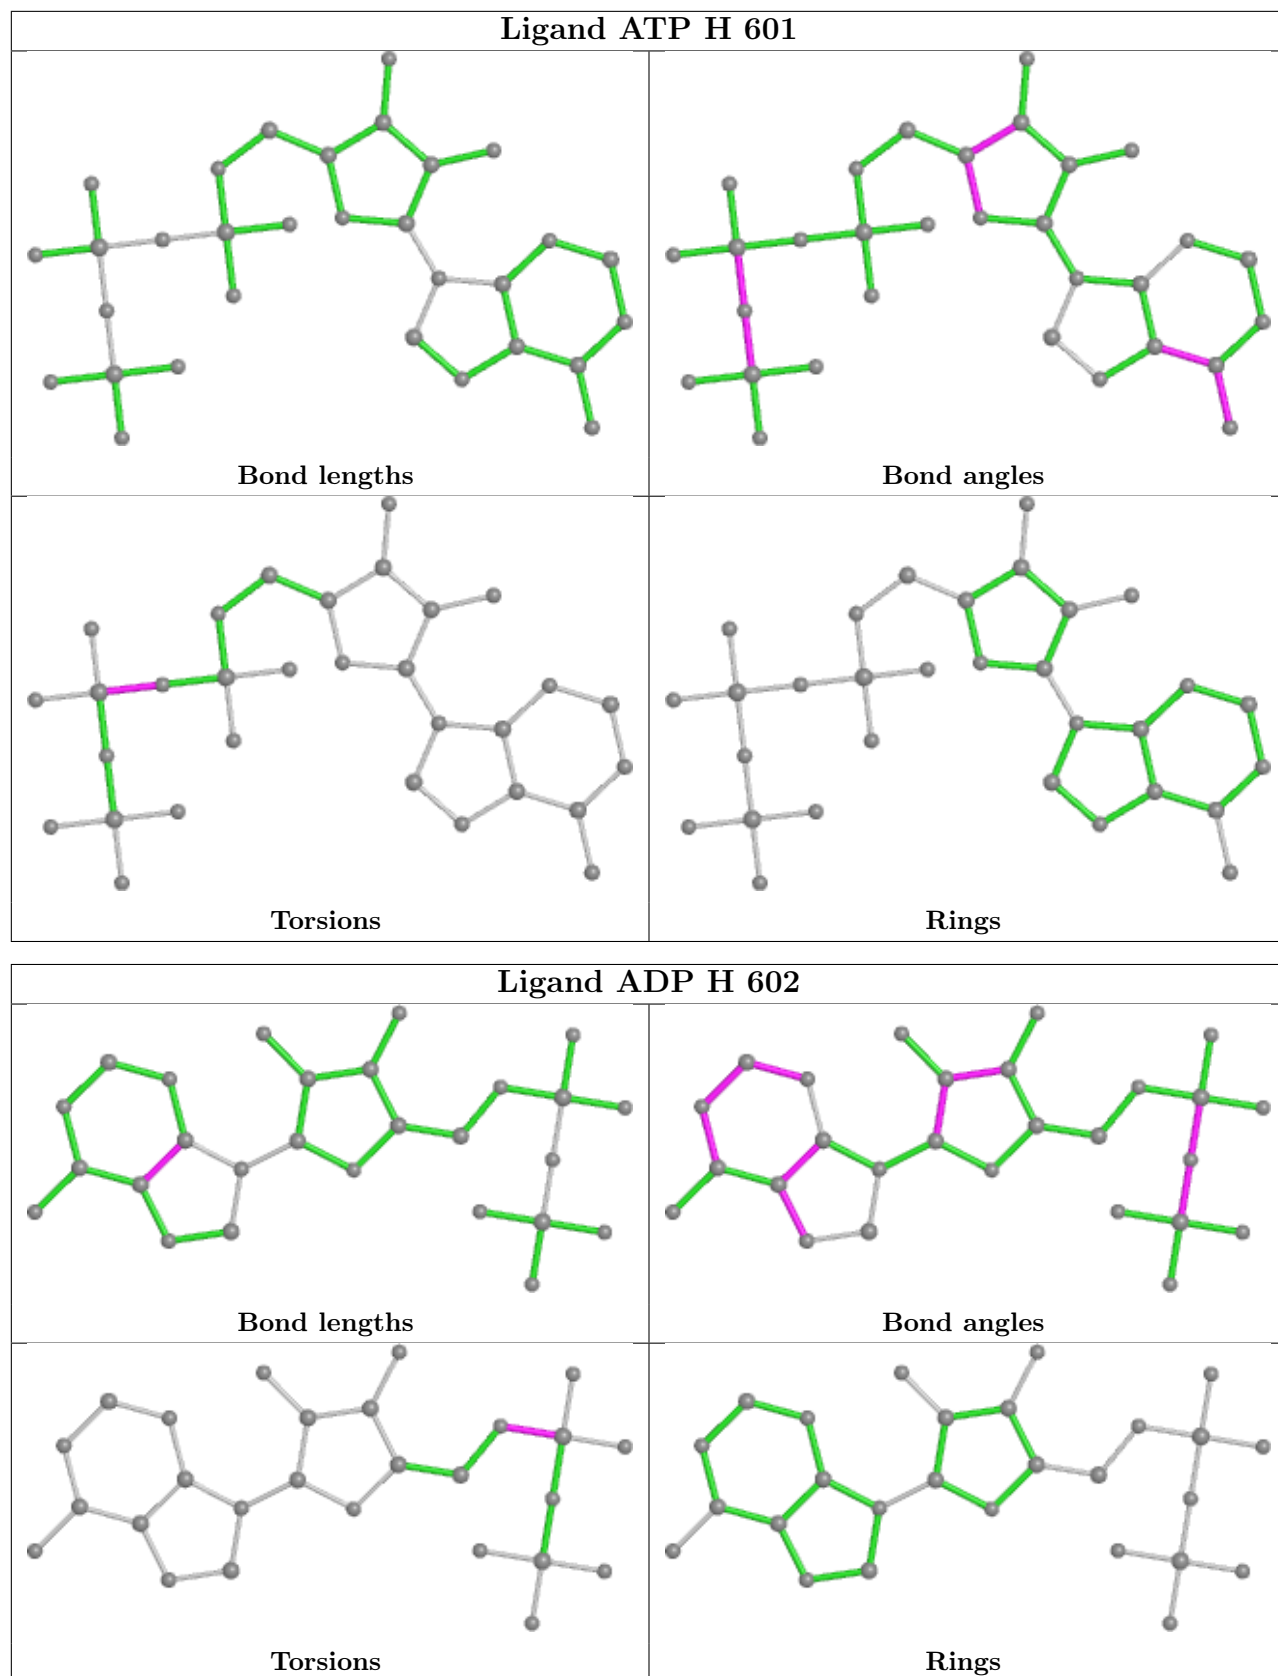 Ligand ATP H 601
Bond lengths
Bond angles
Torsions
Rings
Ligand ADP H 602
Bond lengths
Bond angles
Torsions
Rings